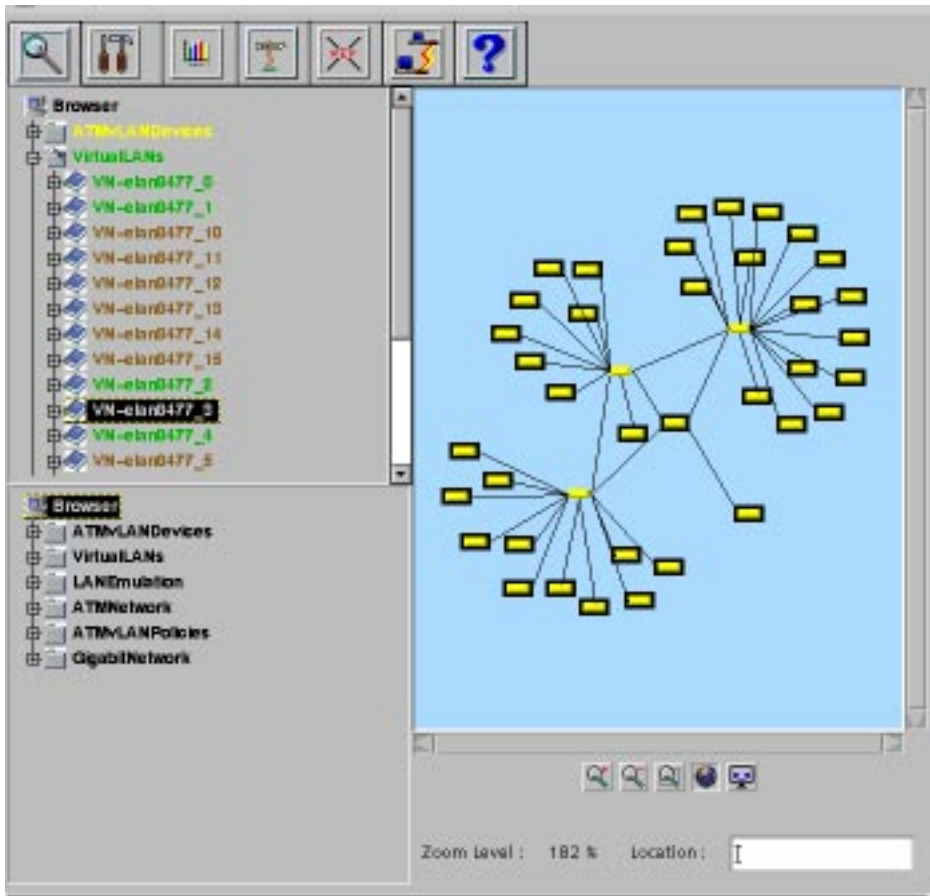 ?
Browser
ATMvLANDevices
VirtualLANs
VN-elan0477_0
VN-elan0477_1
VN-elan0477_10
VN-elan0477_11
VN-elan0477_12
VN-elan0477_13
VN-elan0477_14
VN-elan0477_15
VN-elan0477_2
VN-elan0477_3
VN-elan0477_4
VN-elan0477_5
Browser
ATMvLANDevices
VirtualLANs
LANEmulation
ATMNetwork
ATMvLANPolicies
GigabitNetwork
Zoom Level : 182 % Location :